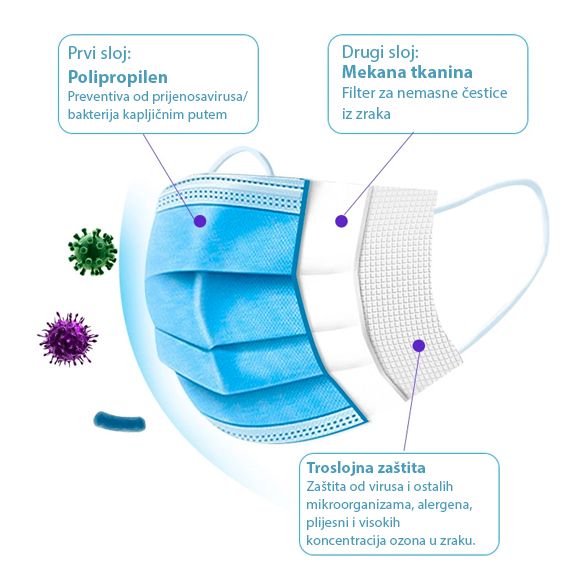 Prvi sloj:
Polipropilen
Preventiva od prijenosavirusa/
bakterija kapljičnim putem
Drugi sloj:
Mekana tkanina
Filter za nemasne čestice
iz zraka
Troslojna zaštita
Zaštita od virusa i ostalih
mikroorganizama, alergena,
plijesni i visokih
koncentracija ozona u zraku.